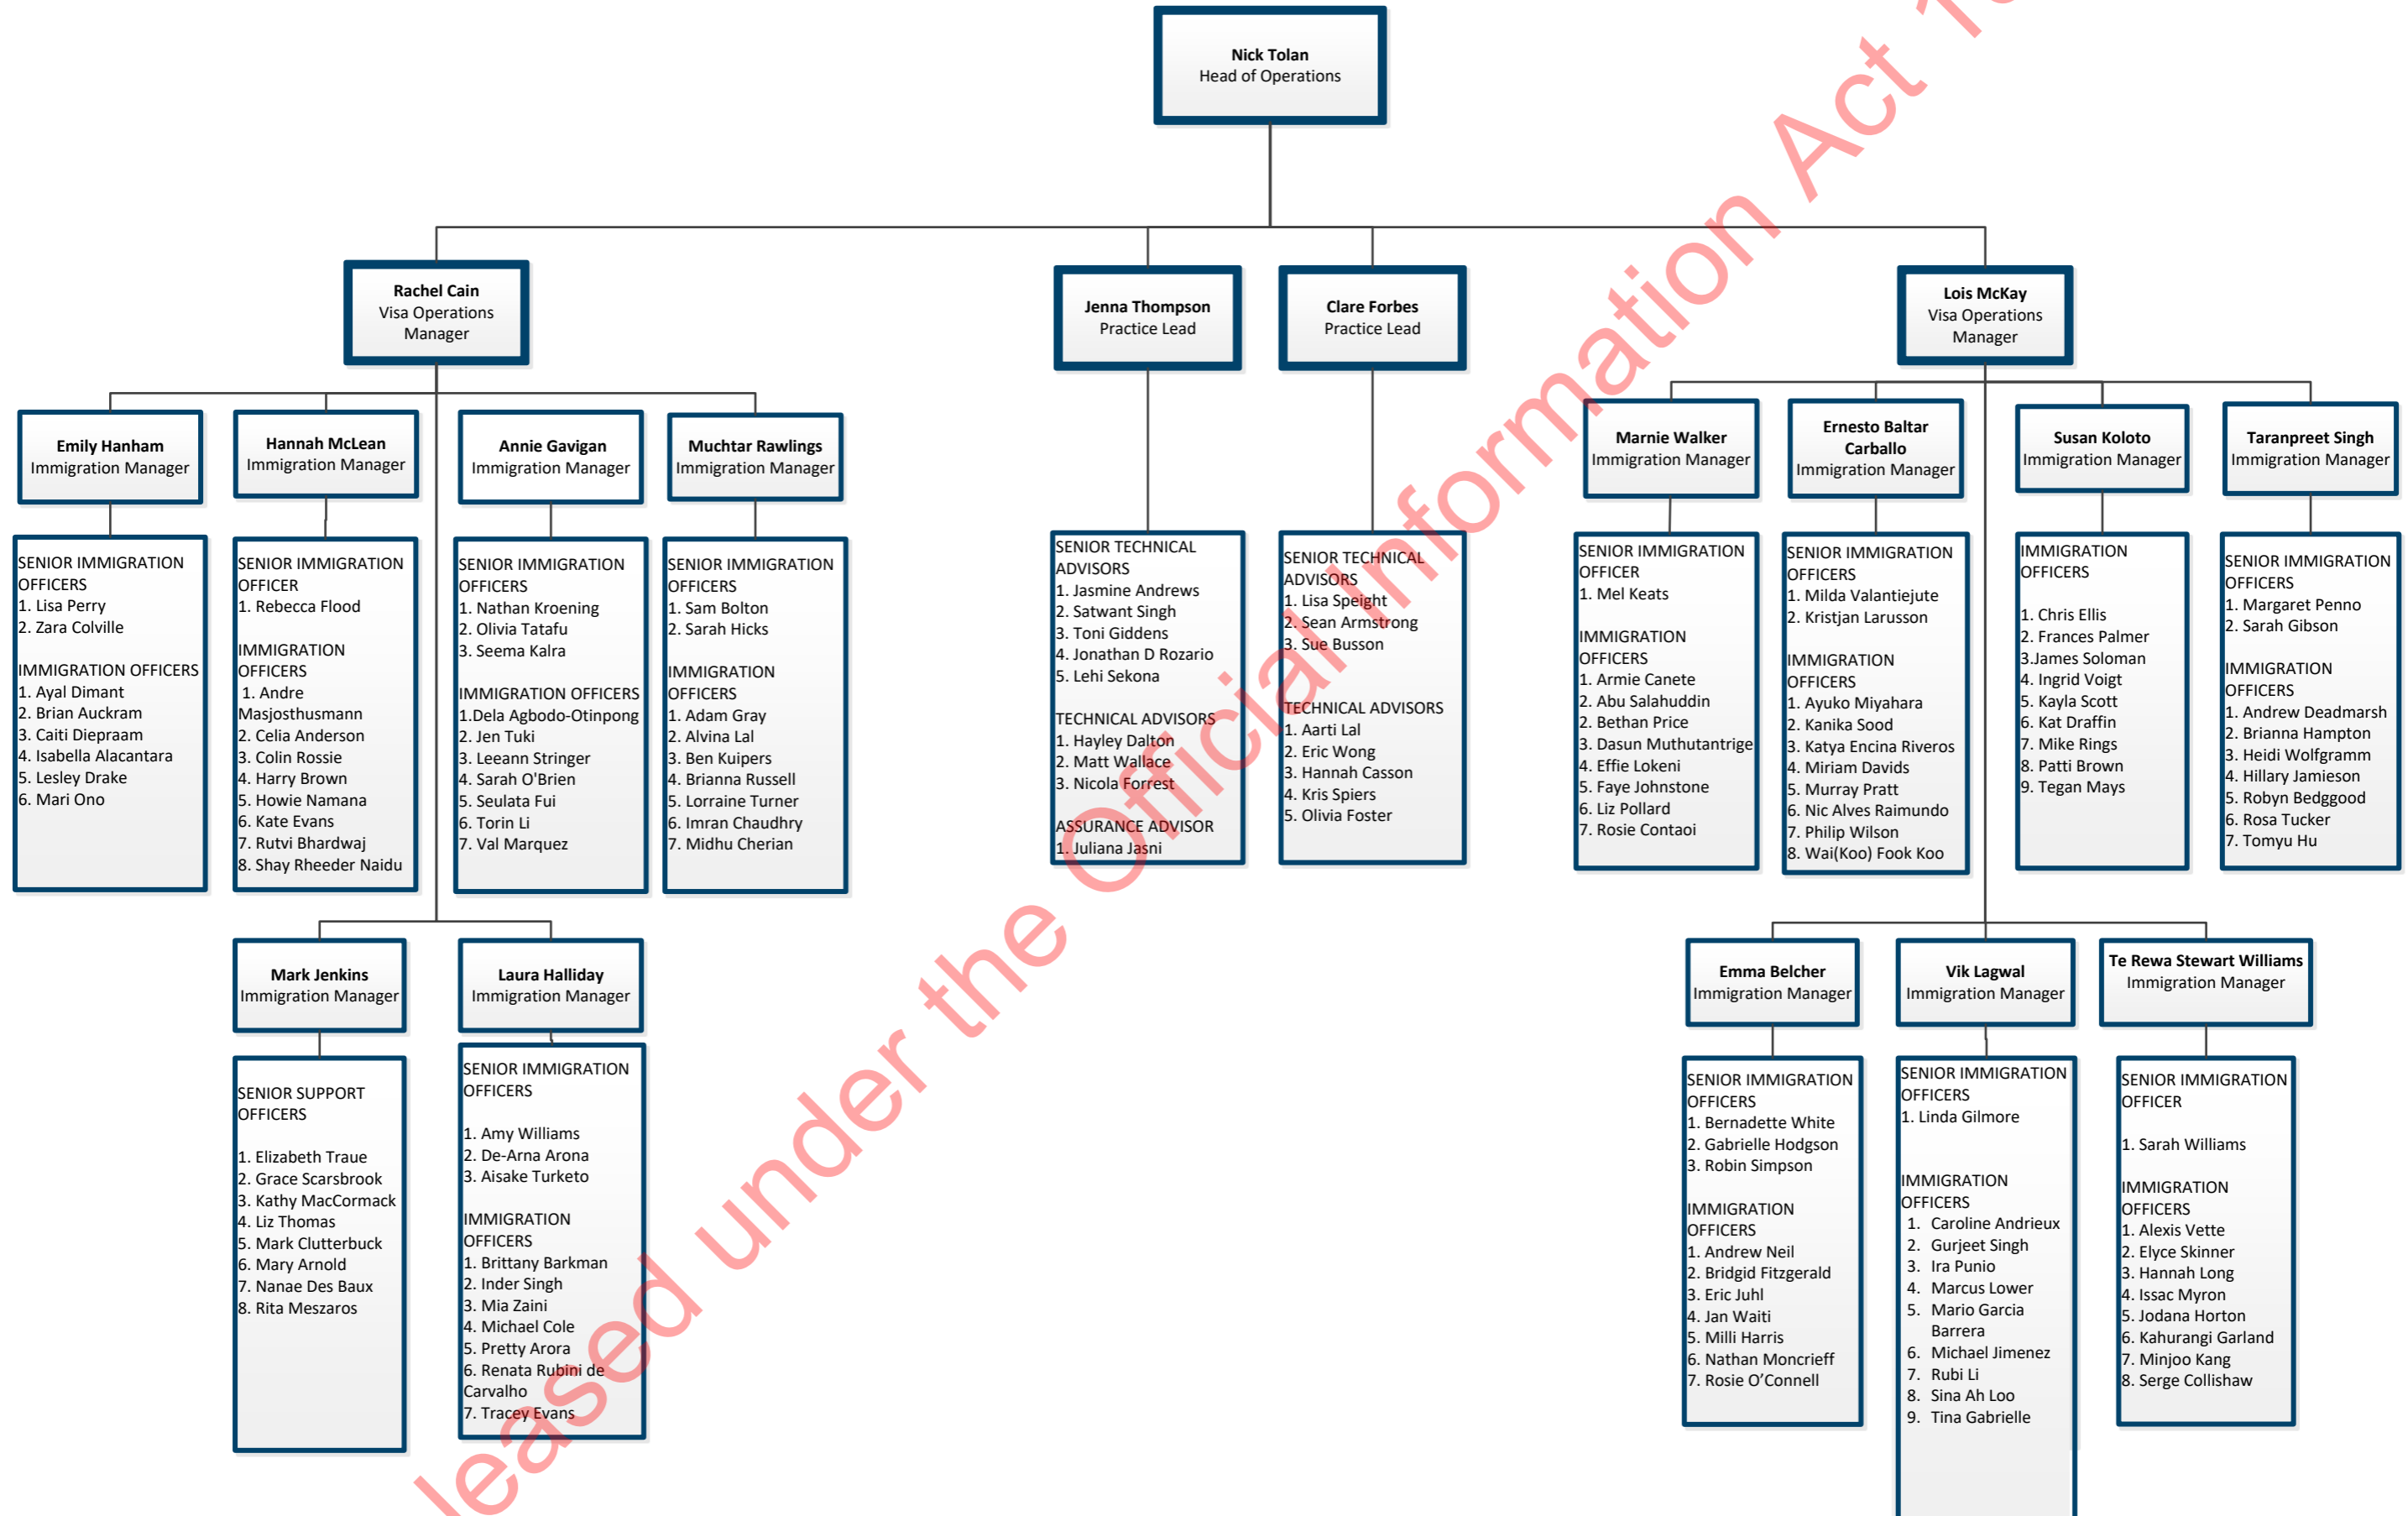 Nick Tolan
Head of Operations
Rachel Cain
Visa Operations
Manager
Jenna Thompson
Practice Lead
Clare Forbes
Practice Lead
Lois McKay
Visa Operations
Manager
Emily Hanham
Immigration Manager
Hannah McLean
Immigration Manager
Annie Gavigan
Immigration Manager
Muchtar Rawlings
Immigration Manager
Marnie Walker
Immigration Manager
Ernesto Baltar
Carballo
Immigration Manager
Susan Koloto
Immigration Manager
Taranpreet Singh
Immigration Manager
SENIOR IMMIGRATION
OFFICERS
1. Lisa Perry
2. Zara Colville
IMMIGRATION OFFICERS
1. Ayal Dimant
2. Brian Auckram
3. Caiti Diepraam
4. Isabella Alacantara
5. Lesley Drake
6. Mari Ono
SENIOR IMMIGRATION
OFFICER
1. Rebecca Flood
IMMIGRATION
OFFICERS
1. Andre
Masjosthusmann
2. Celia Anderson
3. Colin Rossie
4. Harry Brown
5. Howie Namana
6. Kate Evans
7. Rutvi Bhardwaj
8. Shay Rheeder Naidu
SENIOR IMMIGRATION
OFFICERS
1. Nathan Kroening
2. Olivia Tatafu
3. Seema Kalra
IMMIGRATION OFFICERS
1.Dela Agbodo-Otinpong
2. Jen Tuki
3. Leeann Stringer
4. Sarah O'Brien
5. Seulata Fui
6. Torin Li
7. Val Marquez
SENIOR IMMIGRATION
OFFICERS
1. Sam Bolton
2. Sarah Hicks
IMMIGRATION
OFFICERS
1. Adam Gray
2. Alvina Lal
3. Ben Kuipers
4. Brianna Russell
5. Lorraine Turner
6. Imran Chaudhry
7. Midhu Cherian
SENIOR TECHNICAL
ADVISORS
1. Jasmine Andrews
2. Satwant Singh
3. Toni Giddens
4. Jonathan D Rozario
5. Lehi Sekona
TECHNICAL ADVISORS
1. Hayley Dalton
2. Matt Wallace
3. Nicola Forrest
ASSURANCE ADVISOR
1. Juliana Jasni
SENIOR TECHNICAL
ADVISORS
1. Lisa Speight
2. Sean Armstrong
3. Sue Busson
TECHNICAL ADVISORS
1. Aarti Lal
2. Eric Wong
3. Hannah Casson
4. Kris Spiers
5. Olivia Foster
SENIOR IMMIGRATION
OFFICER
1. Mel Keats
IMMIGRATION
OFFICERS
1. Armie Canete
2. Abu Salahuddin
2. Bethan Price
3. Dasun Muthutantrige
4. Effie Lokeni
5. Faye Johnstone
6. Liz Pollard
7. Rosie Contaoi
SENIOR IMMIGRATION
OFFICERS
1. Milda Valantiejute
2. Kristjan Larusson
IMMIGRATION
OFFICERS
1. Ayuko Miyahara
2. Kanika Sood
3. Katya Encina Riveros
4. Miriam Davids
5. Murray Pratt
6. Nic Alves Raimundo
7. Philip Wilson
8. Wai(Koo) Fook Koo
IMMIGRATION
OFFICERS
1. Chris Ellis
2. Frances Palmer
3.James Soloman
4. Ingrid Voigt
5. Kayla Scott
6. Kat Draffin
7. Mike Rings
8. Patti Brown
9. Tegan Mays
SENIOR IMMIGRATION
OFFICERS
1. Margaret Penno
2. Sarah Gibson
IMMIGRATION
OFFICERS
1. Andrew Deadmarsh
2. Brianna Hampton
3. Heidi Wolfgramm
4. Hillary Jamieson
5. Robyn Bedggood
6. Rosa Tucker
7. Tomyu Hu
Mark Jenkins
Immigration Manager
Laura Halliday
Immigration Manager
Emma Belcher
Immigration Manager
Vik Lagwal
Immigration Manager
Te Rewa Stewart Williams
Immigration Manager
SENIOR SUPPORT
OFFICERS
1. Elizabeth Traue
2. Grace Scarsbrook
3. Kathy MacCormack
4. Liz Thomas
5. Mark Clutterbuck
6. Mary Arnold
7. Nanae Des Baux
8. Rita Meszaros
SENIOR IMMIGRATION
OFFICERS
1. Amy Williams
2. De-Arna Arona
3. Aisake Turketo
IMMIGRATION
OFFICERS
1. Brittany Barkman
2. Inder Singh
3. Mia Zaini
4. Michael Cole
5. Pretty Arora
6. Renata Rubini de
Carvalho
7. Tracey Evans
SENIOR IMMIGRATION
OFFICERS
1. Bernadette White
2. Gabrielle Hodgson
3. Robin Simpson
IMMIGRATION
OFFICERS
1. Andrew Neil
2. Bridgid Fitzgerald
3. Eric Juhl
4. Jan Waiti
5. Milli Harris
6. Nathan Moncrieff
7. Rosie O’Connell
SENIOR IMMIGRATION
OFFICERS
1. Linda Gilmore
IMMIGRATION
OFFICERS
1. Caroline Andrieux
2. Gurjeet Singh
3. Ira Punio
4. Marcus Lower
5. Mario Garcia
Barrera
6. Michael Jimenez
7. Rubi Li
8. Sina Ah Loo
9. Tina Gabrielle
SENIOR IMMIGRATION
OFFICER
1. Sarah Williams
IMMIGRATION
OFFICERS
1. Alexis Vette
2. Elyce Skinner
3. Hannah Long
4. Issac Myron
5. Jodana Horton
6. Kahurangi Garland
7. Minjoo Kang
8. Serge Collishaw
leased under the Official Information Act